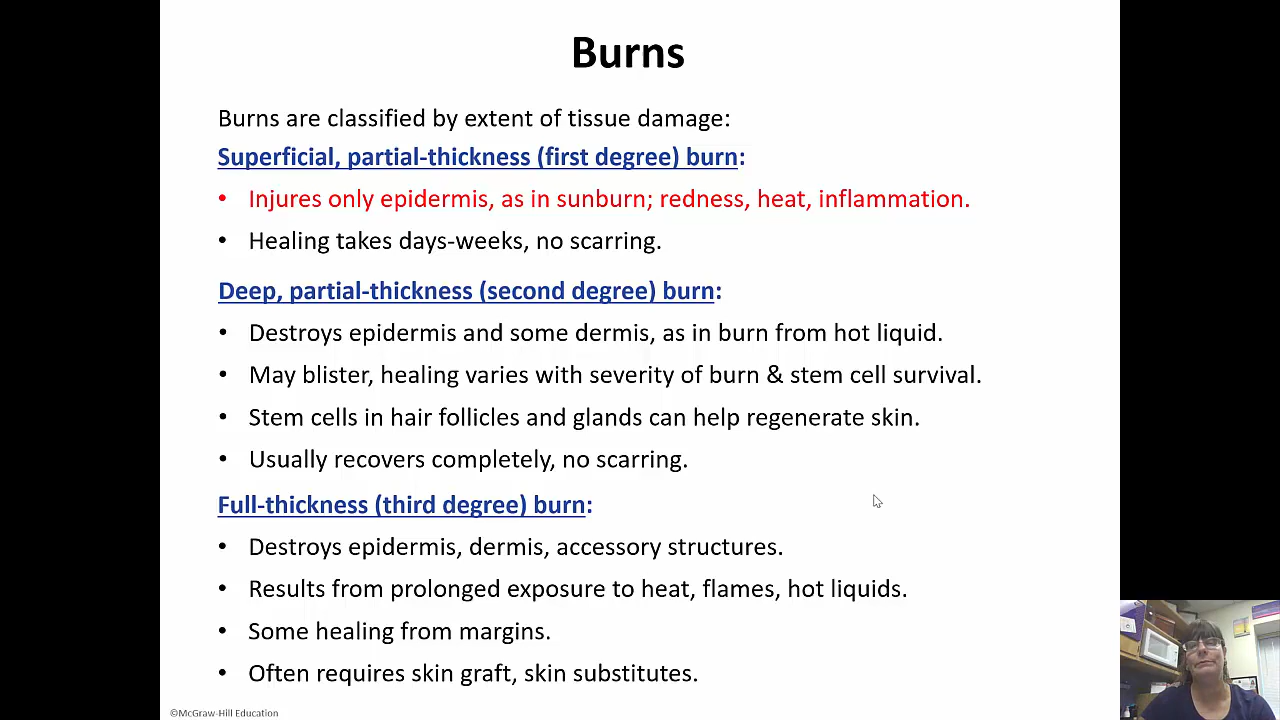 Burns
Burns are classified by extent of tissue damage:
Superficial, partial-thickness (first degree) burn:
• Injures only epidermis, as in sunburn; redness, heat, inflammation.
• Healing takes days-weeks, no scarring.
Deep, partial-thickness (second degree) burn:
• Destroys epidermis and some dermis, as in burn from hot liquid.
• May blister, healing varies with severity of burn & stem cell survival.
• Stem cells in hair follicles and glands can help regenerate skin.
• Usually recovers completely, no scarring.
Full-thickness (third degree) burn:
• Destroys epidermis, dermis, accessory structures.
• Results from prolonged exposure to heat, flames, hot liquids.
• Some healing from margins.
• Often requires skin graft, skin substitutes.
©McGraw-Hill Education